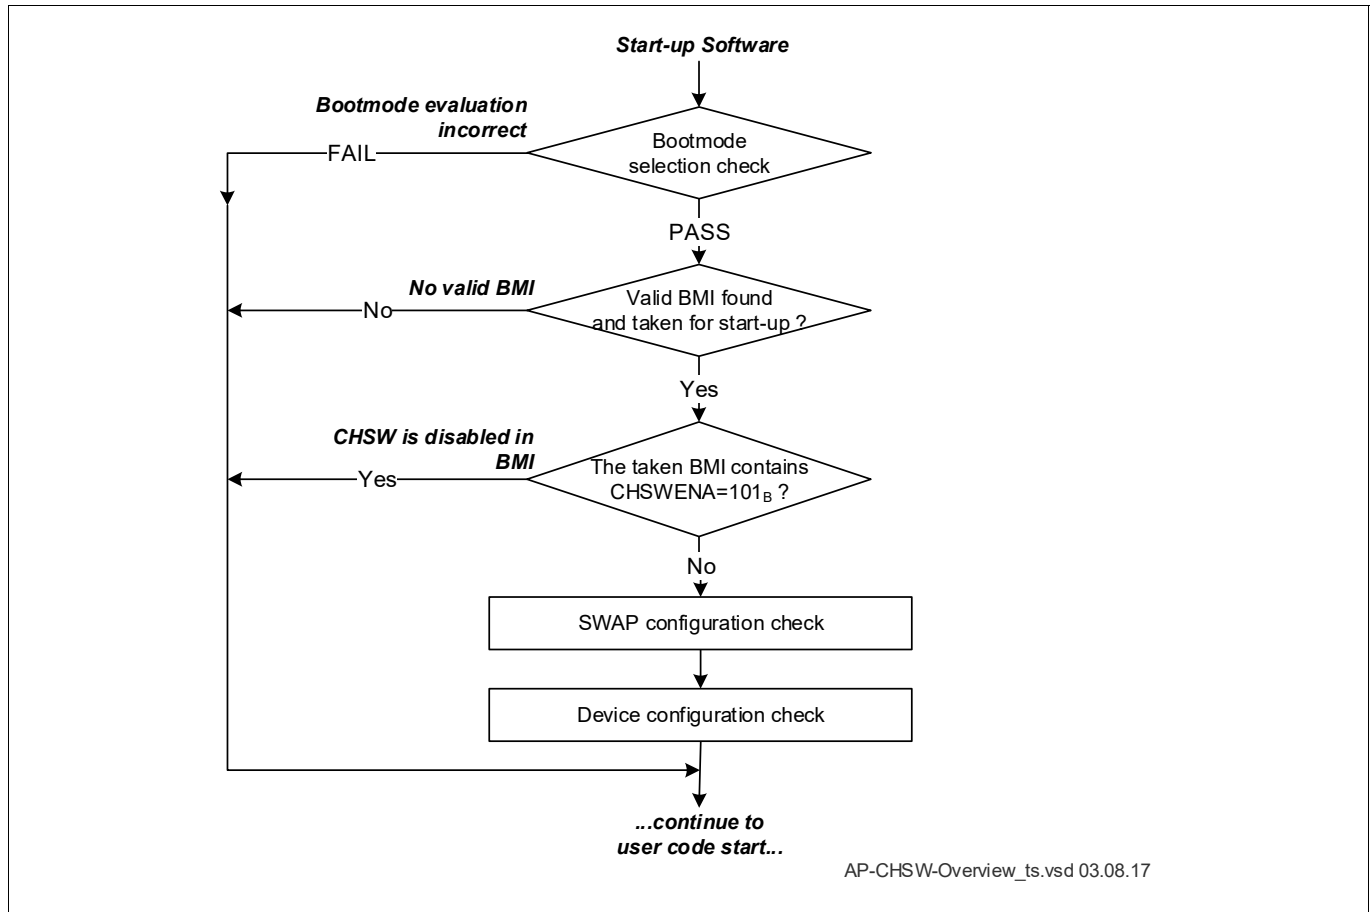 Start-up Software
Bootmode evaluation
incorrect
Bootmode
selection check
FAIL
PASS
No valid BMI
Valid BMI found
and taken for start-up ?
No
Yes
CHSW is disabled in
BMI
The taken BMI contains
CHSWENA=101B ?
Yes
No
SWAP configuration check
Device configuration check
...continue to
user code start...
AP-CHSW-Overview_ts.vsd 03.08.17